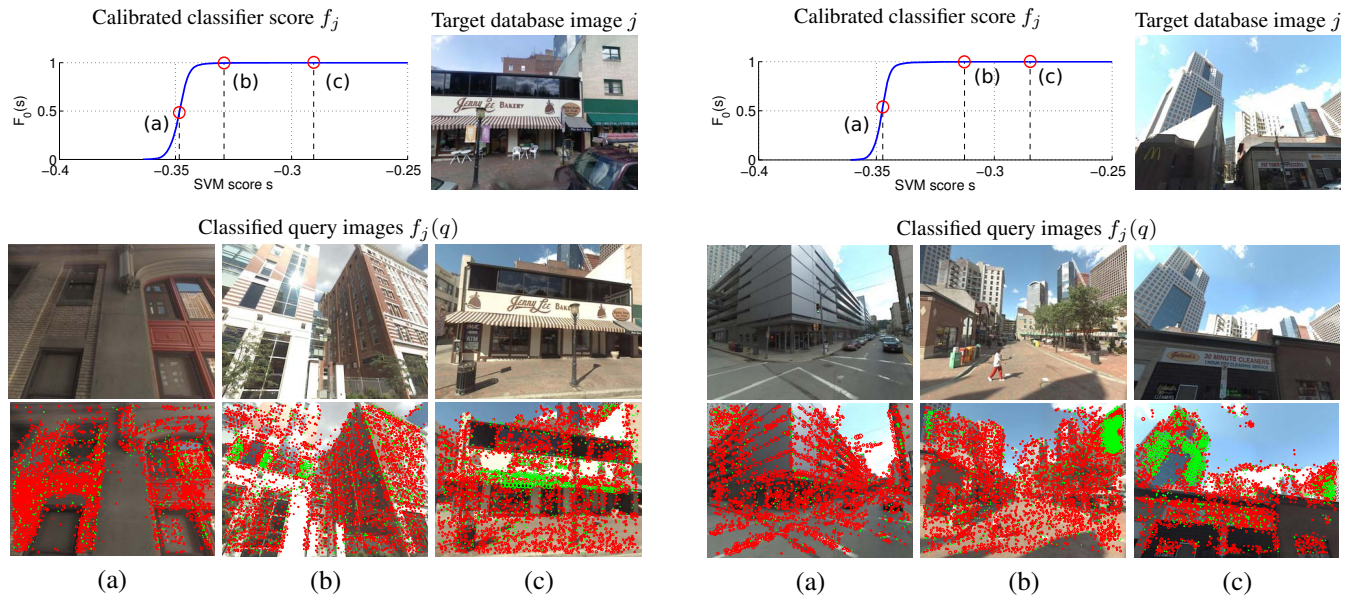 Calibrated classifier score f_j
Target database image j
F₀(s)
1
0.5
0
(a)
(b)
(c)
-0.4
-0.35
-0.3
-0.25
SVM score s
Jenny Lee BAKERY
Classified query images f_j(q)
Jenny Lee
BAKERY
ATM
(a)
(b)
(c)
Calibrated classifier score f_j
Target database image j
F₀(s)
1
0.5
0
(a)
(b)
(c)
-0.4
-0.35
-0.3
-0.25
SVM score s
Classified query images f_j(q)
30 MINUTE CLEANERS
(a)
(b)
(c)